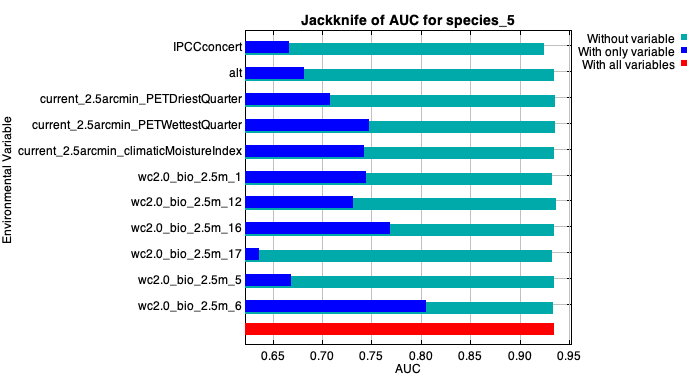 Jackknife of AUC for species_5
Without variable
With only variable
With all variables
Environmental Variable
IPCCconcert
alt
current_2.5arcmin_PETDriestQuarter
current_2.5arcmin_PETWettestQuarter
current_2.5arcmin_climaticMoistureIndex
wc2.0_bio_2.5m_1
wc2.0_bio_2.5m_12
wc2.0_bio_2.5m_16
wc2.0_bio_2.5m_17
wc2.0_bio_2.5m_5
wc2.0_bio_2.5m_6
0.65 0.70 0.75 0.80 0.85 0.90 0.95
AUC